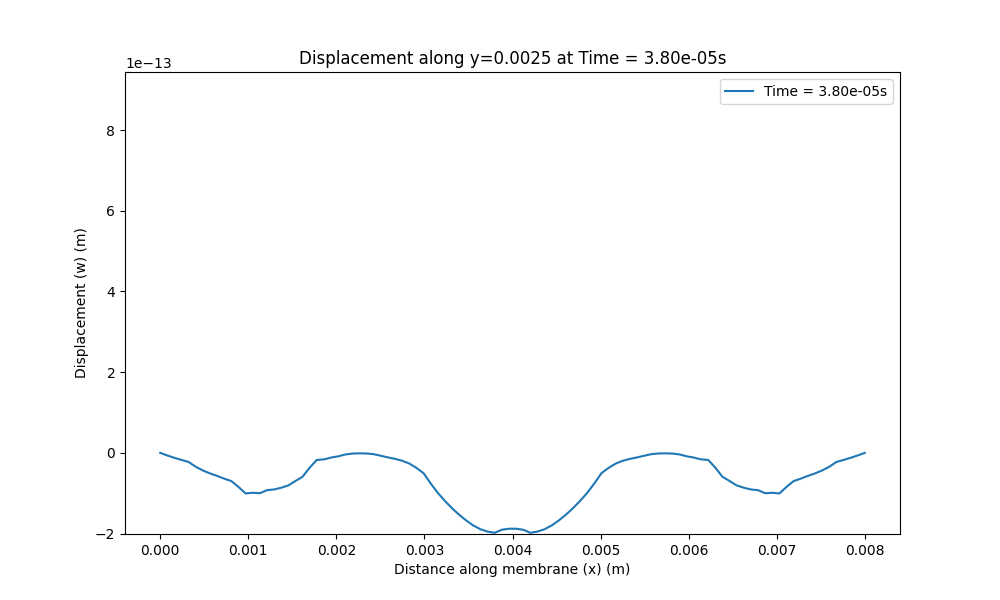 Displacement along y=0.0025 at Time = 3.80e-05s
1e−13
Time = 3.80e-05s
8
6
4
2
0
−2
Displacement (w) (m)
0.000 0.001 0.002 0.003 0.004 0.005 0.006 0.007 0.008
Distance along membrane (x) (m)